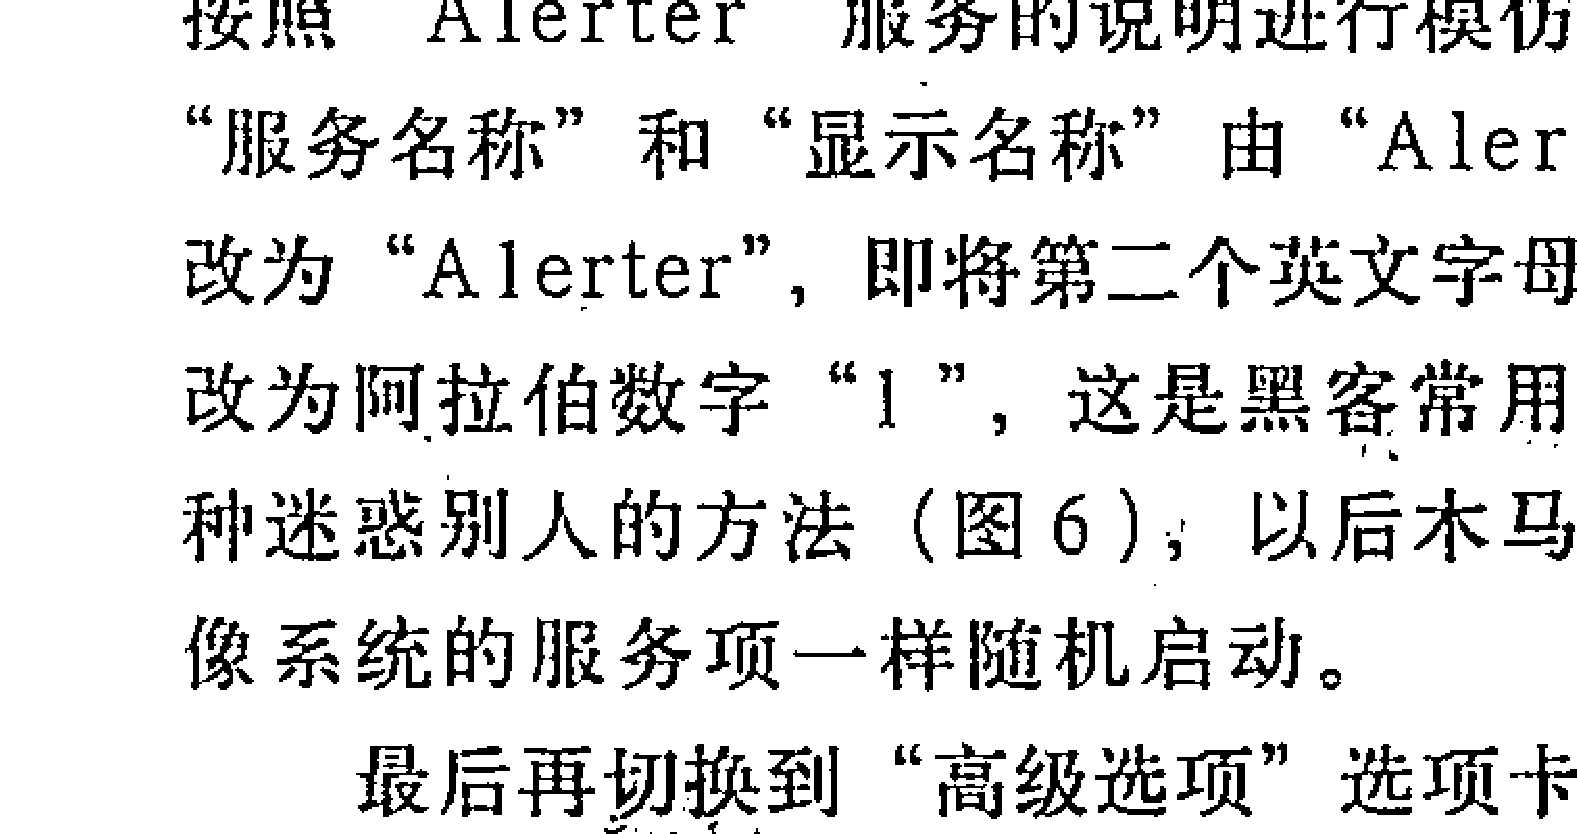 按照“Alerter”服务的说明进行模仿
“服务名称”和“显示名称”由“Aler
改为“A1erter”，即将第二个英文字母
改为阿拉伯数字“1”，这是黑客常用
种迷惑别人的方法（图6），以后木马
像系统的服务项一样随机启动。
最后再切换到“高级选项”选项卡